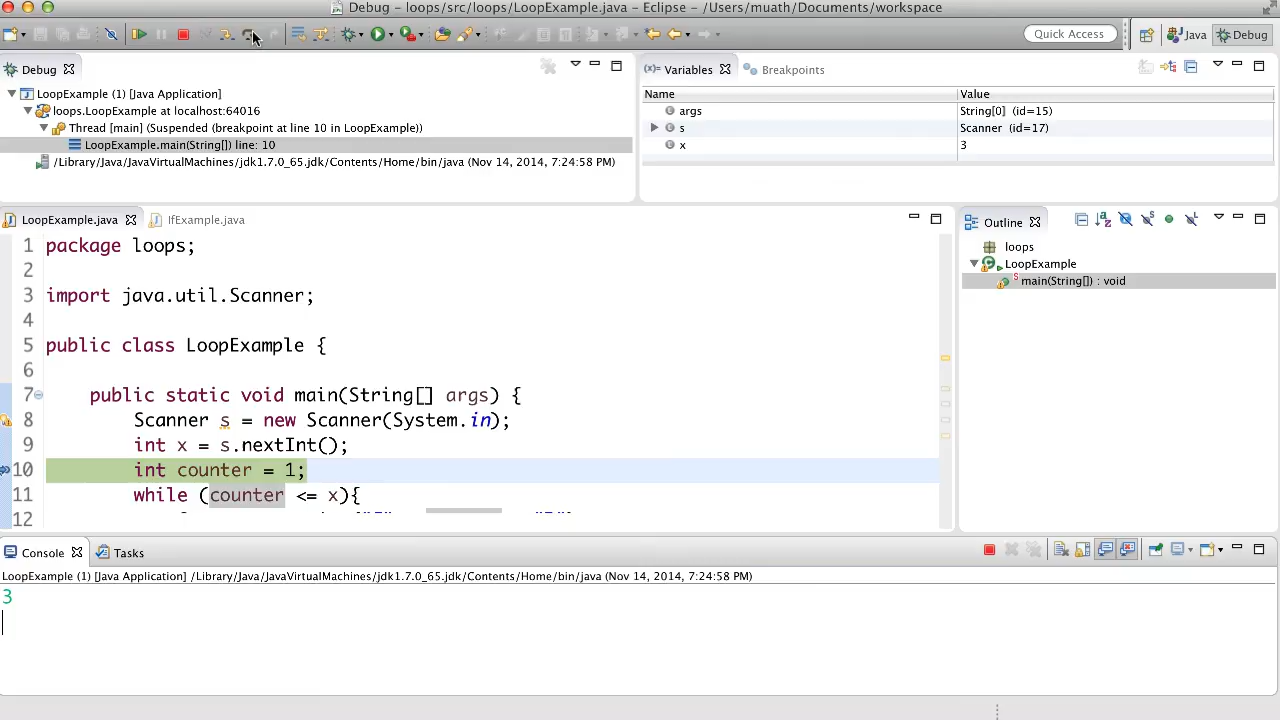 Debug - loops/src/loops/LoopExample.java - Eclipse - /Users/muath/Documents/workspace
Quick Access
Java
Debug
Debug
LoopExample (1) [Java Application]
loops.LoopExample at localhost:64016
Thread [main] (Suspended (breakpoint at line 10 in LoopExample))
LoopExample.main(String[]) line: 10
/Library/Java/JavaVirtualMachines/jdk1.7.0_65.jdk/Contents/Home/bin/java (Nov 14, 2014, 7:24:58 PM)
(x)= Variables
Breakpoints
Name Value
args String[0] (id=15)
s Scanner (id=17)
x 3
LoopExample.java
IfExample.java
1 package loops;
2
3 import java.util.Scanner;
4
5 public class LoopExample {
6
7 public static void main(String[] args) {
8 Scanner s = new Scanner(System.in);
9 int x = s.nextInt();
10 int counter = 1;
11 while (counter <= x){
12
Outline
loops
LoopExample
main(String[]) : void
Console
Tasks
LoopExample (1) [Java Application] /Library/Java/JavaVirtualMachines/jdk1.7.0_65.jdk/Contents/Home/bin/java (Nov 14, 2014, 7:24:58 PM)
3